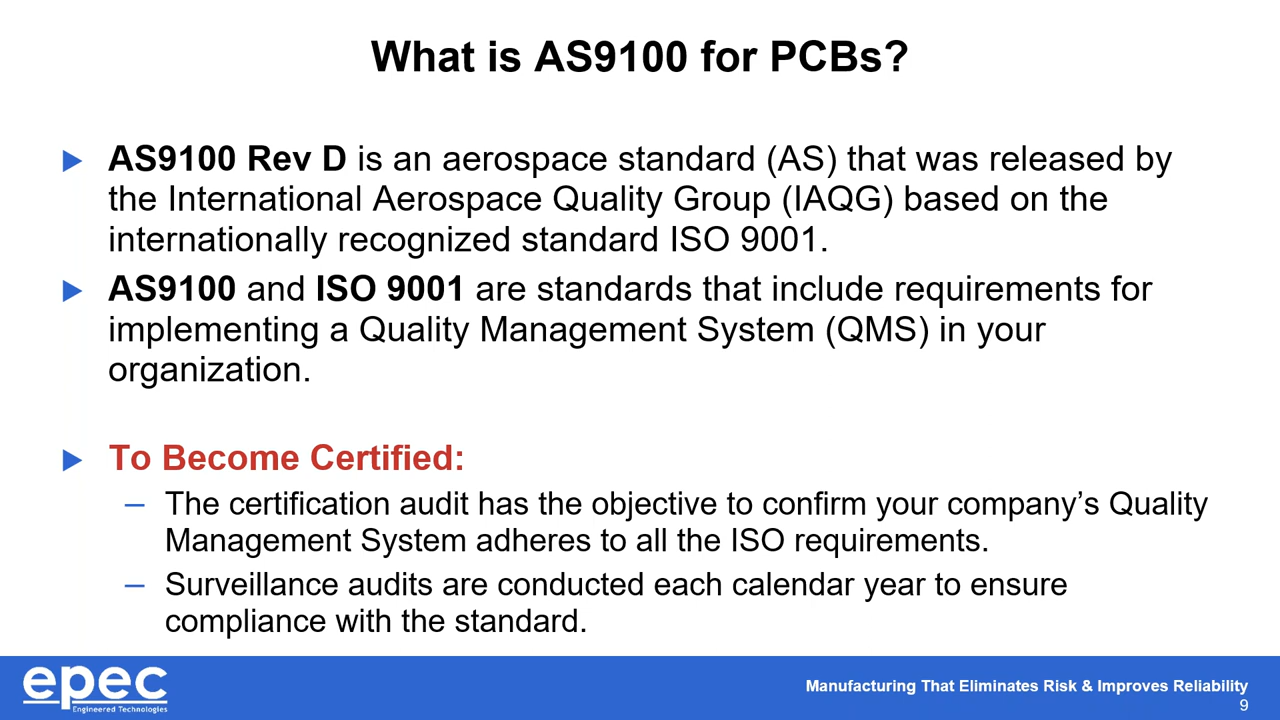 What is AS9100 for PCBs?
AS9100 Rev D is an aerospace standard (AS) that was released by
the International Aerospace Quality Group (IAQG) based on the
internationally recognized standard ISO 9001.
AS9100 and ISO 9001 are standards that include requirements for
implementing a Quality Management System (QMS) in your
organization.
To Become Certified:
– The certification audit has the objective to confirm your company’s Quality
Management System adheres to all the ISO requirements.
– Surveillance audits are conducted each calendar year to ensure
compliance with the standard.
epec
Engineered Technologies
Manufacturing That Eliminates Risk & Improves Reliability
9